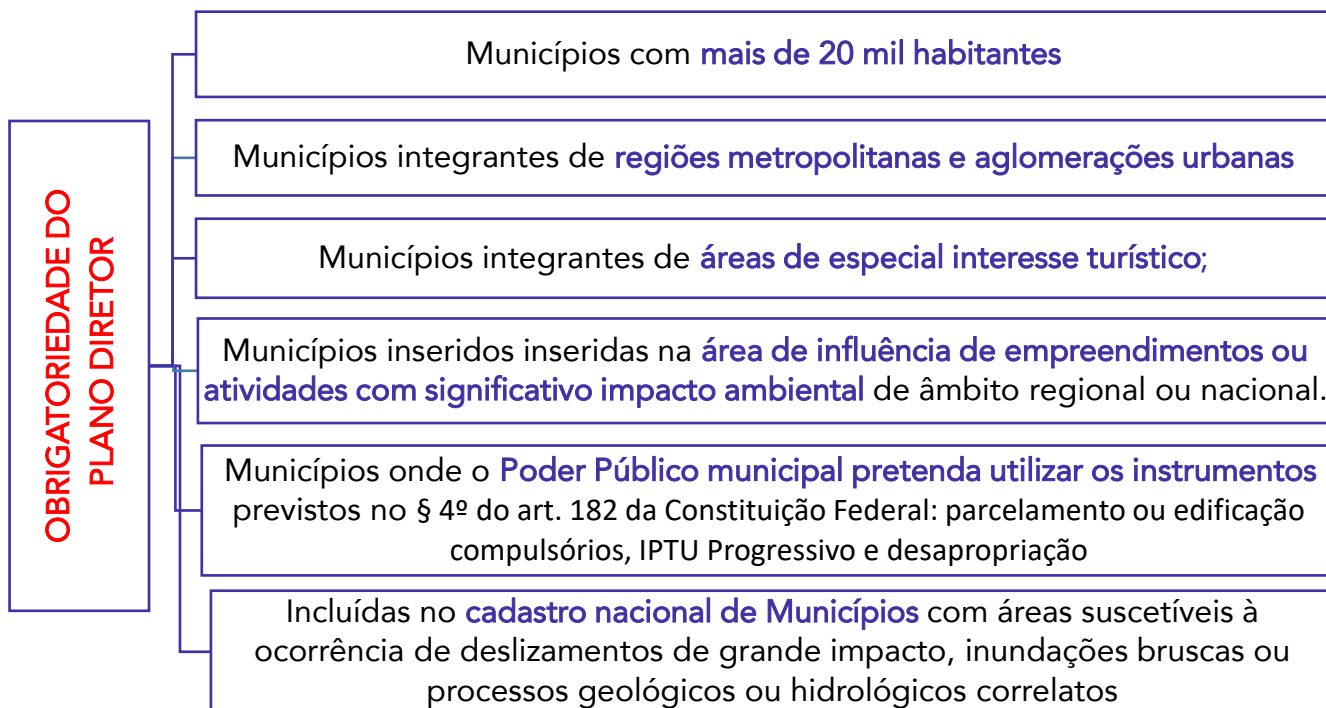 OBRIGATORIEDADE DO
PLANO DIRETOR
Municípios com mais de 20 mil habitantes
Municípios integrantes de regiões metropolitanas e aglomerações urbanas
Municípios integrantes de áreas de especial interesse turístico;
Municípios inseridos inseridas na área de influência de empreendimentos ou
atividades com significativo impacto ambiental de âmbito regional ou nacional.
Municípios onde o Poder Público municipal pretenda utilizar os instrumentos
previstos no § 4º do art. 182 da Constituição Federal: parcelamento ou edificação
compulsórios, IPTU Progressivo e desapropriação
Incluídas no cadastro nacional de Municípios com áreas suscetíveis à
ocorrência de deslizamentos de grande impacto, inundações bruscas ou
processos geológicos ou hidrológicos correlatos